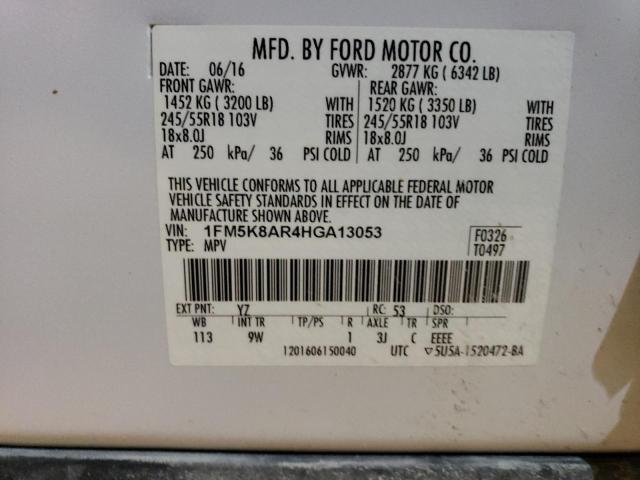 MFD. BY FORD MOTOR CO.
DATE: 06/16 GVWR: 2877 KG ( 6342 LB)
FRONT GAWR: REAR GAWR:
1452 KG ( 3200 LB) WITH 1520 KG ( 3350 LB) WITH
245/55R18 103V TIRES 245/55R18 103V TIRES
18x8.0J RIMS 18x8.0J RIMS
AT 250 kPa/ 36 PSI COLD AT 250 kPa/ 36 PSI COLD
THIS VEHICLE CONFORMS TO ALL APPLICABLE FEDERAL MOTOR
VEHICLE SAFETY STANDARDS IN EFFECT ON THE DATE OF
MANUFACTURE SHOWN ABOVE.
VIN: 1FM5K8AR4HGA13053 F0326
TYPE: MPV T0497
EXT PNT: YZ RC: 53 DSO:
WB INT TR TP/PS R AXLE TR SPR
113 9W 1 3J C EEEE
1201606150040 UTC ▽5U5A-1520472-BA